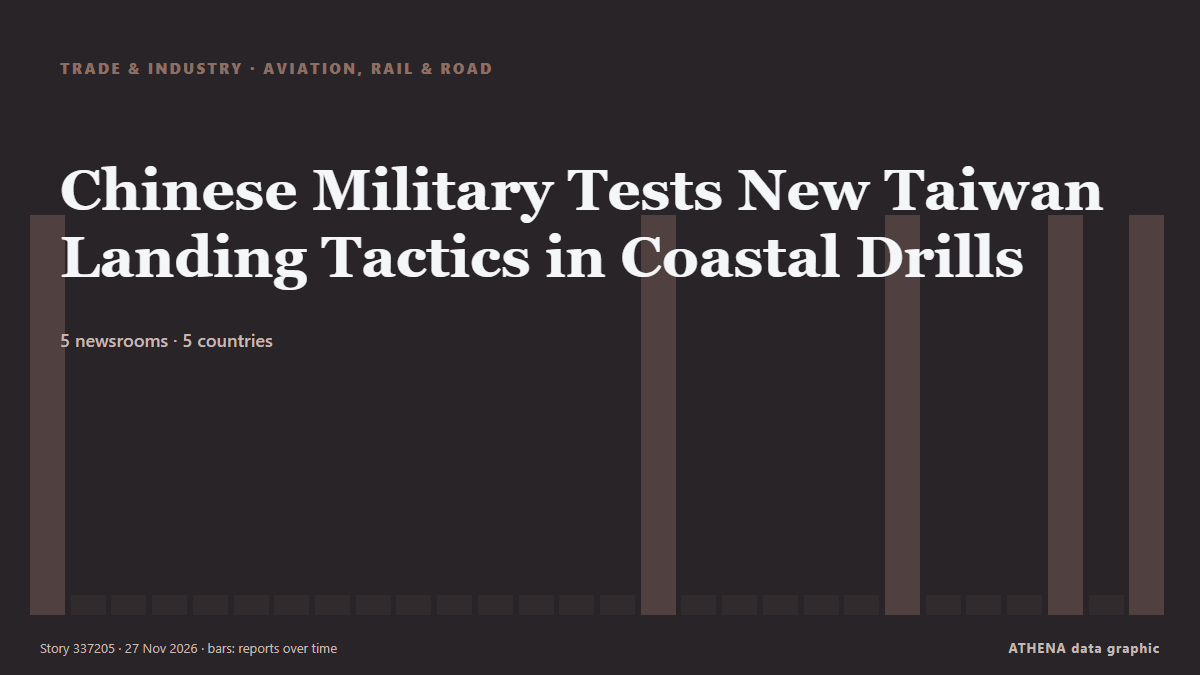 TRADE & INDUSTRY · AVIATION, RAIL & ROAD
Chinese Military Tests New Taiwan
Landing Tactics in Coastal Drills
5 newsrooms · 5 countries
Story 337205 · 27 Nov 2026 · bars: reports over time
ATHENA data graphic